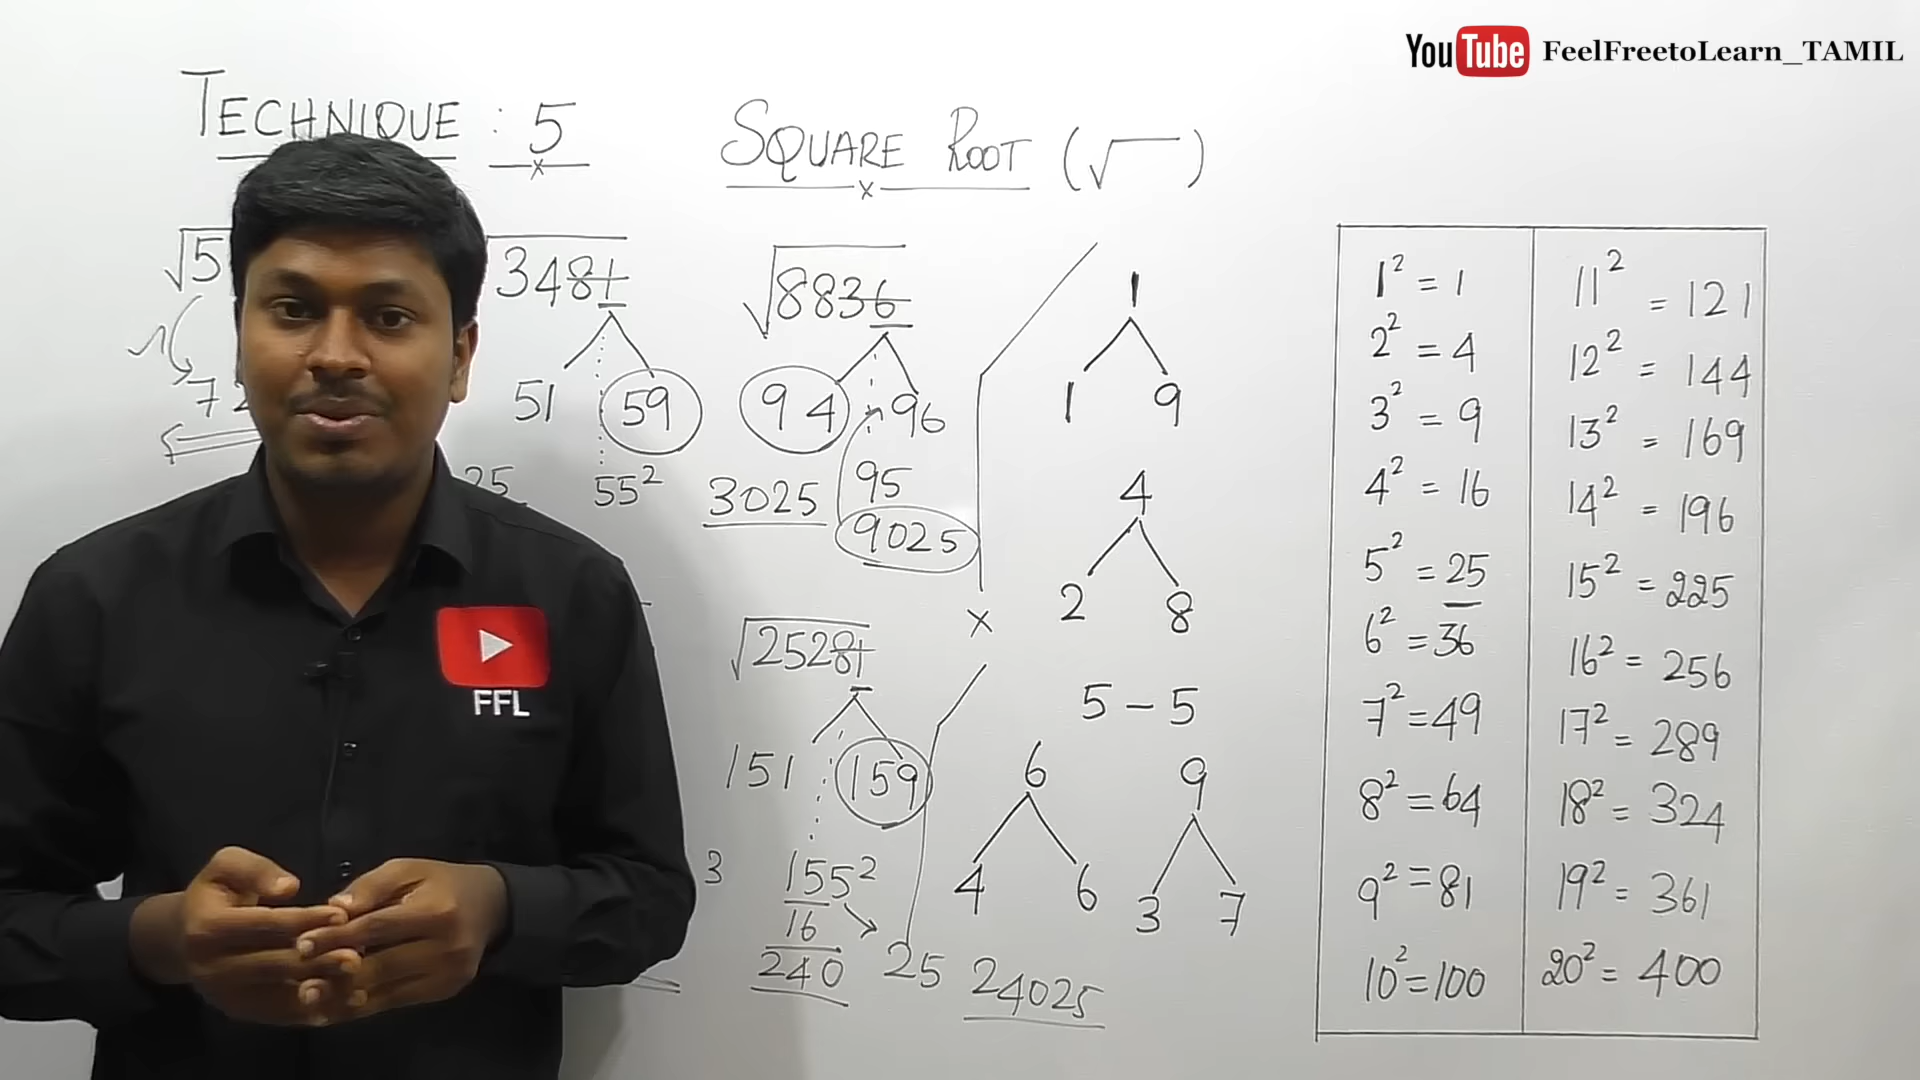 YouTube FeelFreetoLearn_TAMIL
TECHNIQUE : 5
SQUARE ROOT (√ )
√5
3481
√8836
7
51 59
94 96
25
55²
3025
95
9025
√25281
151 159
3
155²
16
240
25
24025
1
1 9
4
2 8
5 - 5
6
4 6
9
3 7
×
1² = 1
2² = 4
3² = 9
4² = 16
5² = 25
6² = 36
7² = 49
8² = 64
9² = 81
10² = 100
11² = 121
12² = 144
13² = 169
14² = 196
15² = 225
16² = 256
17² = 289
18² = 324
19² = 361
20² = 400
FFL